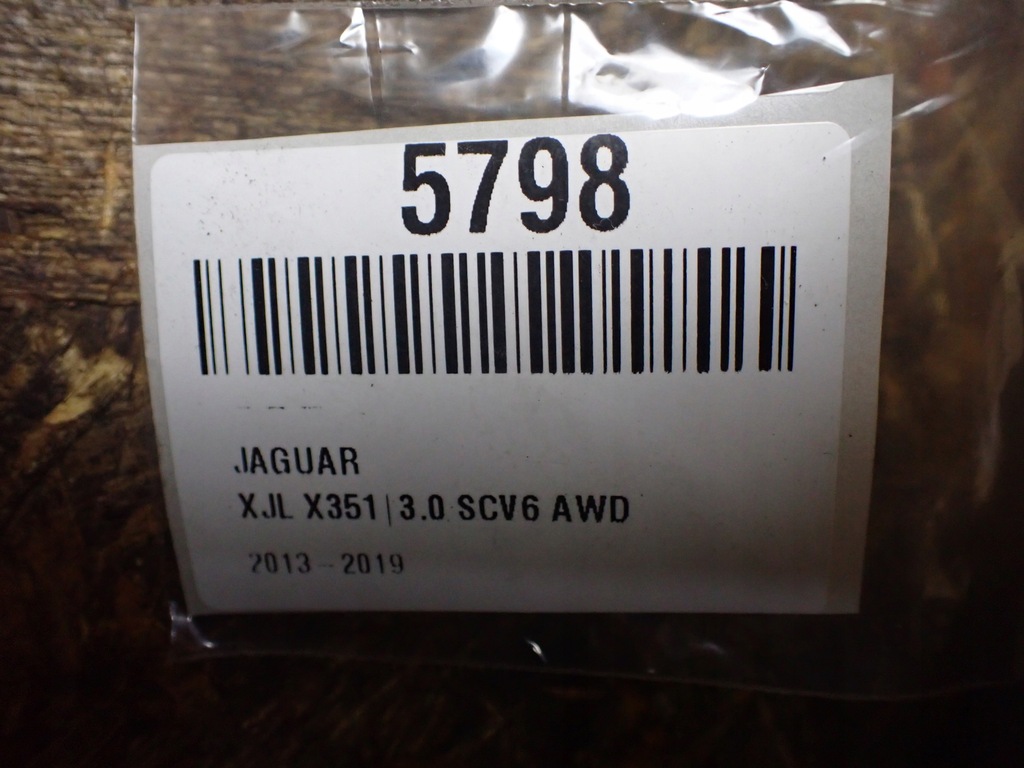 5798
JAGUAR
XJL X351|3.0 SCV6 AWD
2013-2019